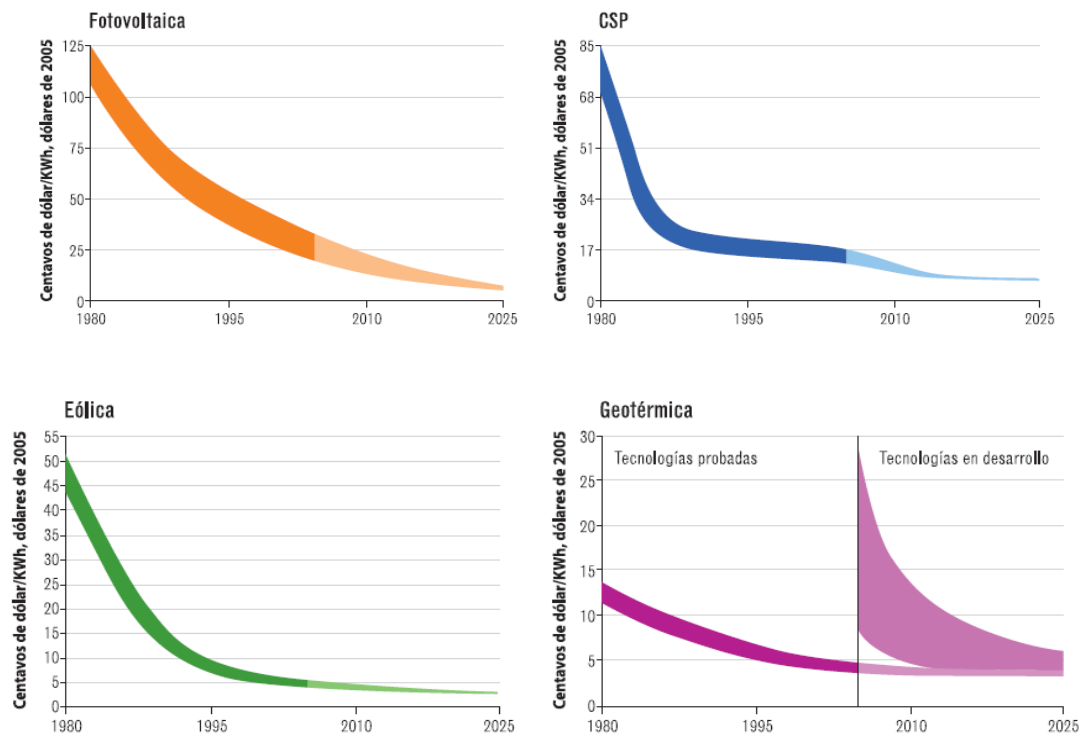 Fotovoltaica
Centavos de dólar/KWh, dólares de 2005
125
100
75
50
25
0
1980 1995 2010 2025
CSP
Centavos de dólar/KWh, dólares de 2005
85
68
51
34
17
0
1980 1995 2010 2025
Eólica
Centavos de dólar/KWh, dólares de 2005
55
50
45
40
35
30
25
20
15
10
5
0
1980 1995 2010 2025
Geotérmica
Centavos de dólar/KWh, dólares de 2005
30
Tecnologías probadas Tecnologías en desarrollo
25
20
15
10
5
0
1980 1995 2010 2025